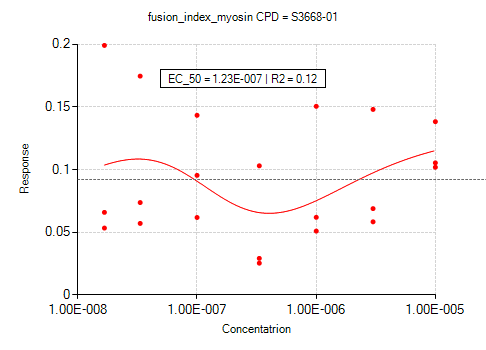 fusion_index_myosin CPD = S3668-01
0.2
EC_50 = 1.23E-007 | R2 = 0.12
0.15
Response
0.1
0.05
0
1.00E-008 1.00E-007 1.00E-006 1.00E-005
Concentatrion